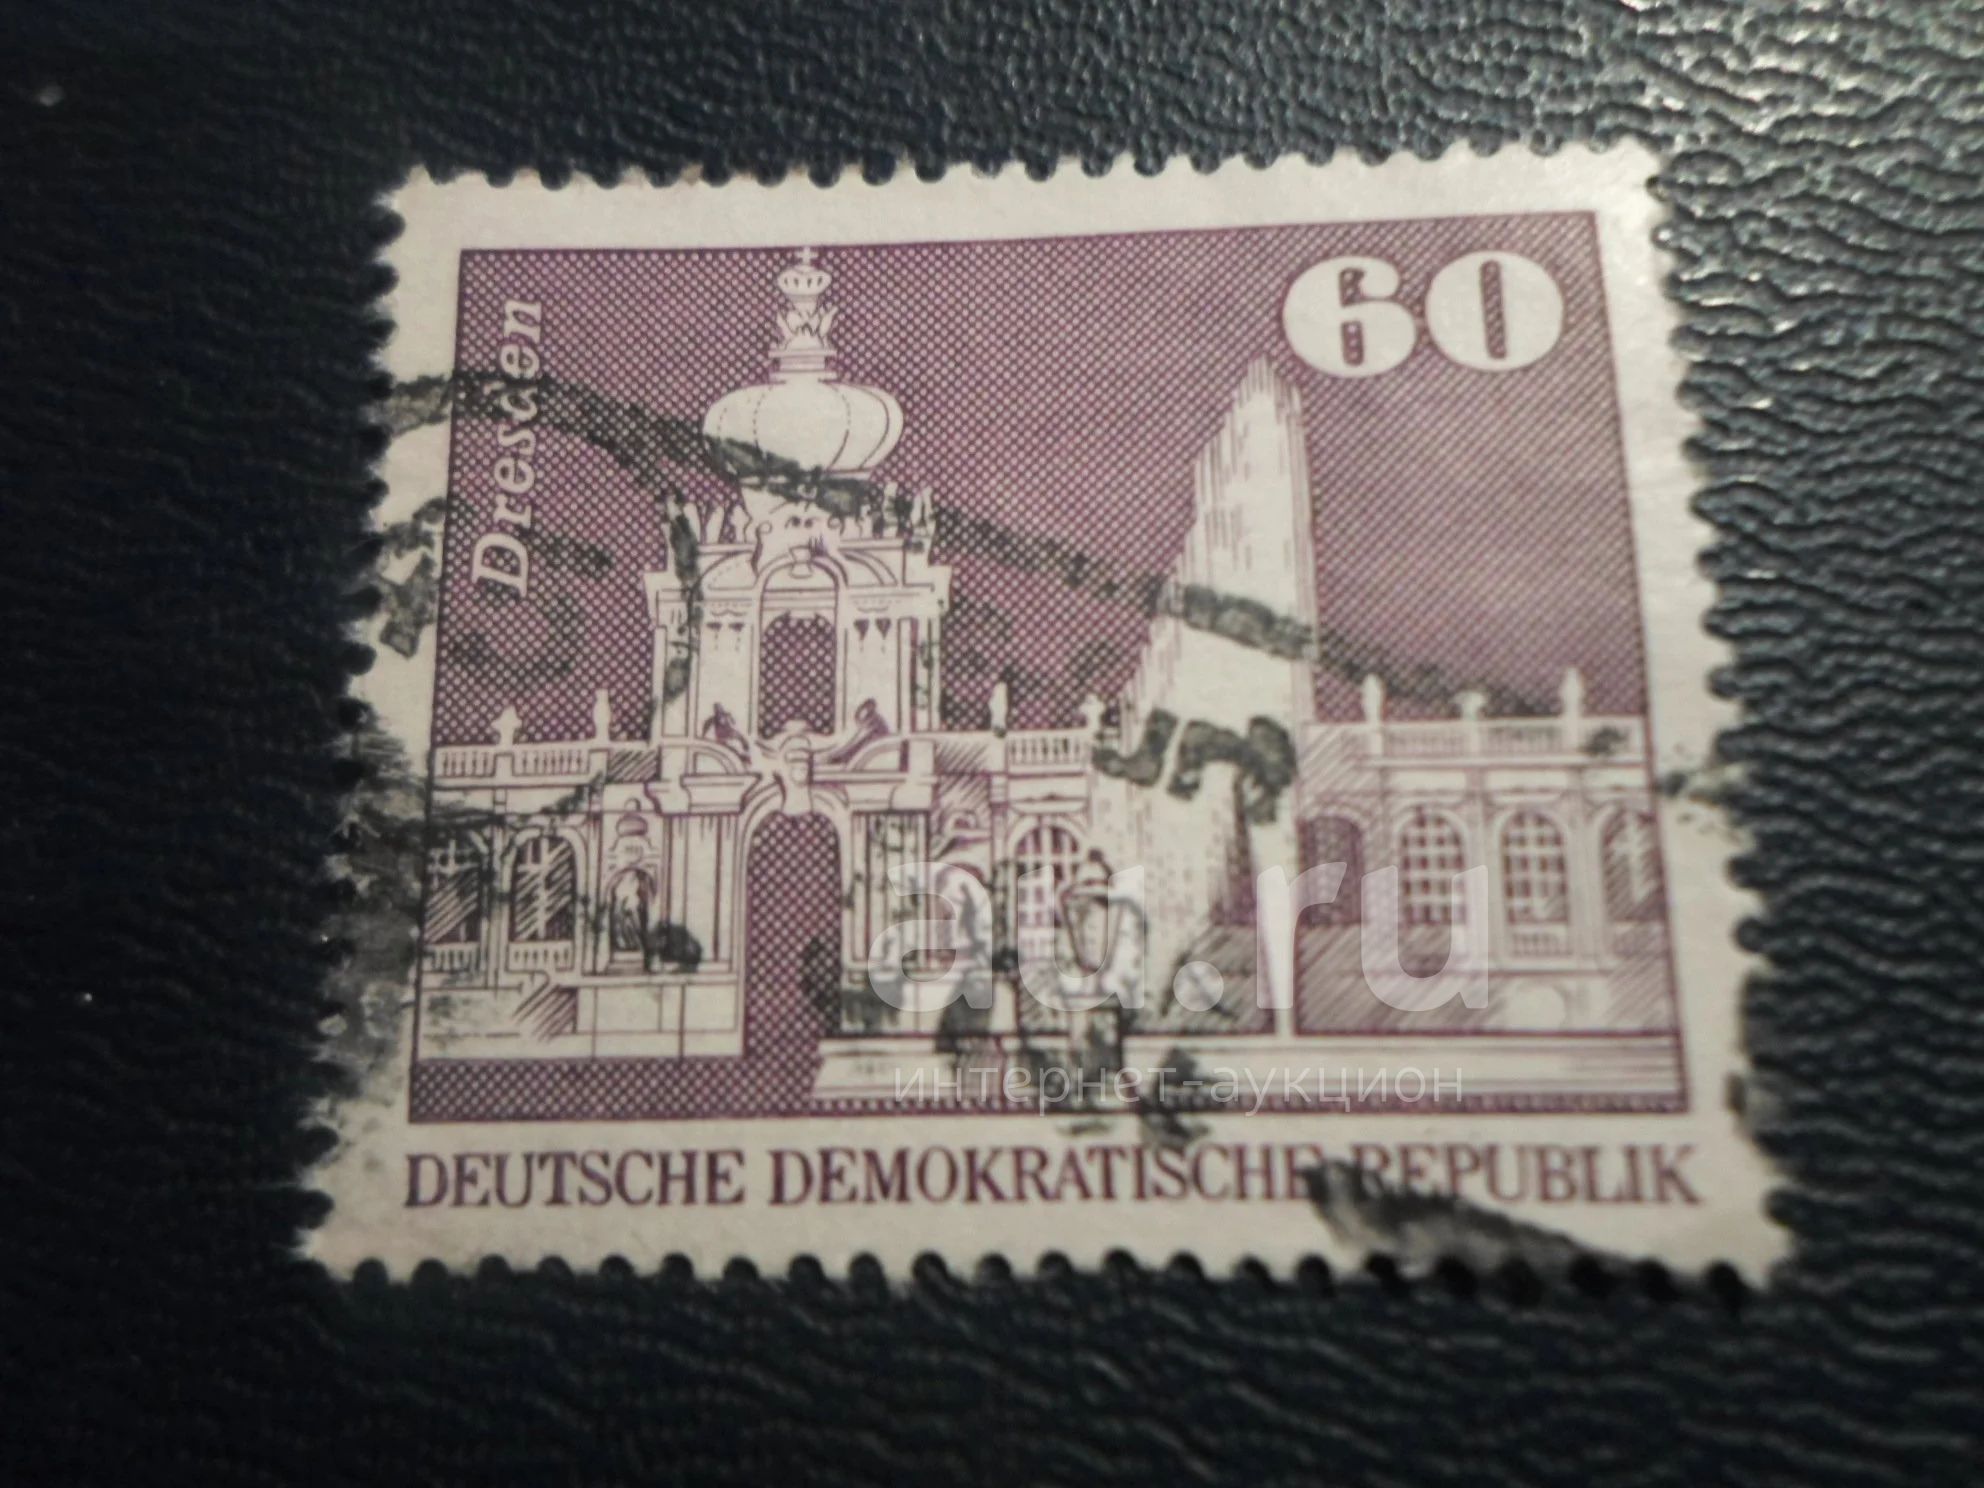 60
Dresden
au.ru
интернет-аукцион
DEUTSCHE DEMOKRATISCHE REPUBLIK